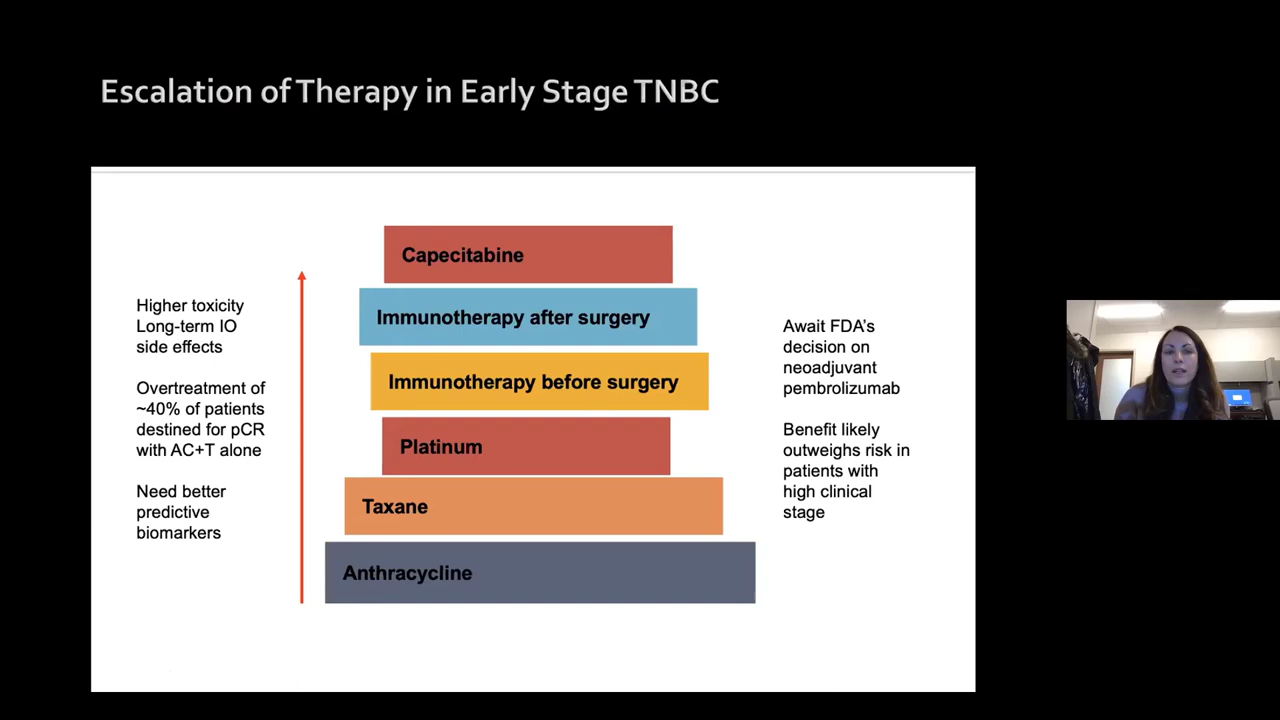 Escalation of Therapy in Early Stage TNBC
Capecitabine
Immunotherapy after surgery
Immunotherapy before surgery
Platinum
Taxane
Anthracycline
Higher toxicity
Long-term IO
side effects
Overtreatment of
~40% of patients
destined for pCR
with AC+T alone
Need better
predictive
biomarkers
Await FDA's
decision on
neoadjuvant
pembrolizumab
Benefit likely
outweighs risk in
patients with
high clinical
stage